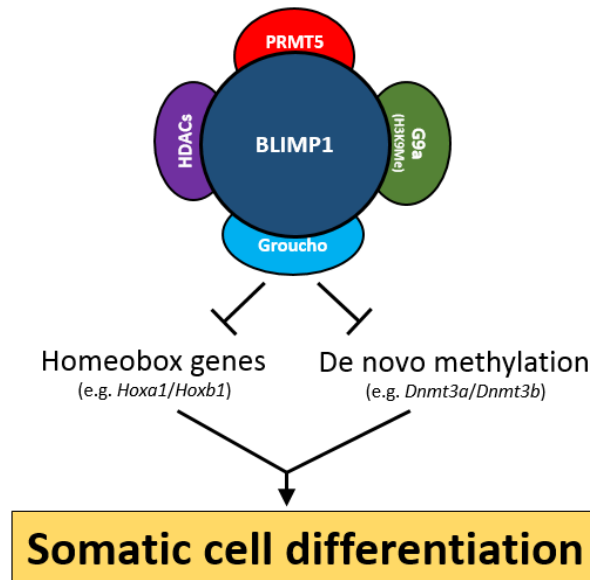 PRMT5
HDACs
BLIMP1
G9a
(H3K9Me)
Groucho
Homeobox genes
(e.g. Hoxa1/Hoxb1)
De novo methylation
(e.g. Dnmt3a/Dnmt3b)
Somatic cell differentiation